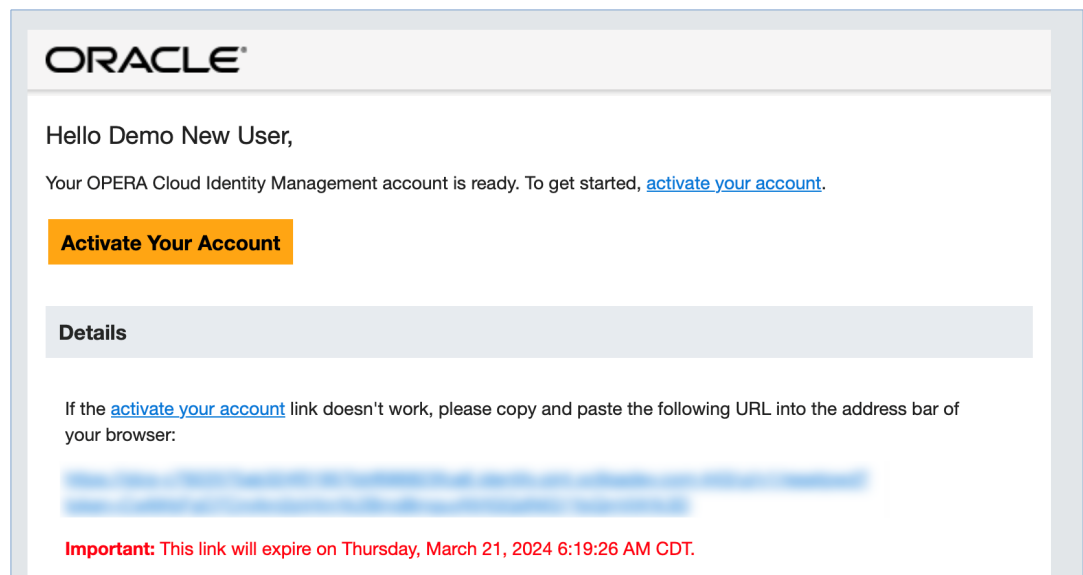 ORACLE®
Hello Demo New User,
Your OPERA Cloud Identity Management account is ready. To get started, activate your account.
Activate Your Account
Details
If the activate your account link doesn't work, please copy and paste the following URL into the address bar of
your browser:
Important: This link will expire on Thursday, March 21, 2024 6:19:26 AM CDT.